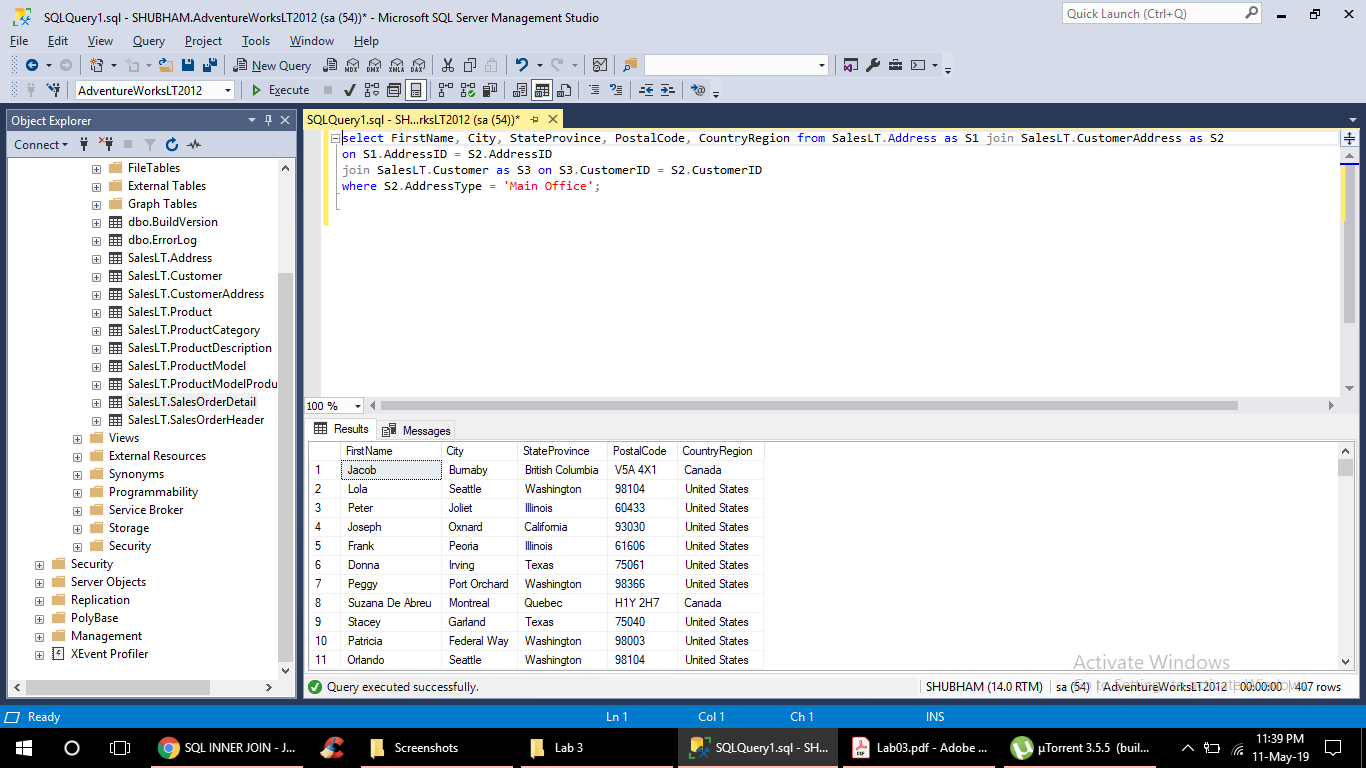 SQLQuery1.sql - SHUBHAM.AdventureWorksLT2012 (sa (54))* - Microsoft SQL Server Management Studio
Quick Launch (Ctrl+Q)
File Edit View Query Project Tools Window Help
New Query MDX DMX XMLA DAX
AdventureWorksLT2012 Execute
Object Explorer
Connect
FileTables
External Tables
Graph Tables
dbo.BuildVersion
dbo.ErrorLog
SalesLT.Address
SalesLT.Customer
SalesLT.CustomerAddress
SalesLT.Product
SalesLT.ProductCategory
SalesLT.ProductDescription
SalesLT.ProductModel
SalesLT.ProductModelProdu
SalesLT.SalesOrderDetail
SalesLT.SalesOrderHeader
Views
External Resources
Synonyms
Programmability
Service Broker
Storage
Security
Security
Server Objects
Replication
PolyBase
Management
XEvent Profiler
SQLQuery1.sql - SH...rksLT2012 (sa (54))*
select FirstName, City, StateProvince, PostalCode, CountryRegion from SalesLT.Address as S1 join SalesLT.CustomerAddress as S2
on S1.AddressID = S2.AddressID
join SalesLT.Customer as S3 on S3.CustomerID = S2.CustomerID
where S2.AddressType = 'Main Office';
100 %
Results Messages
FirstName City StateProvince PostalCode CountryRegion
1 Jacob Burnaby British Columbia V5A 4X1 Canada
2 Lola Seattle Washington 98104 United States
3 Peter Joliet Illinois 60433 United States
4 Joseph Oxnard California 93030 United States
5 Frank Peoria Illinois 61606 United States
6 Donna Irving Texas 75061 United States
7 Peggy Port Orchard Washington 98366 United States
8 Suzana De Abreu Montreal Quebec H1Y 2H7 Canada
9 Stacey Garland Texas 75040 United States
10 Patricia Federal Way Washington 98003 United States
11 Orlando Seattle Washington 98104 United States
Activate Windows
Go to Settings to activate Windows.
Query executed successfully. SHUBHAM (14.0 RTM) sa (54) AdventureWorksLT2012 00:00:00 407 rows
Ready Ln 1 Col 1 Ch 1 INS
SQL INNER JOIN - J... Screenshots Lab 3 SQLQuery1.sql - SH... Lab03.pdf - Adobe ... µTorrent 3.5.5 (buil...
11:39 PM
11-May-19